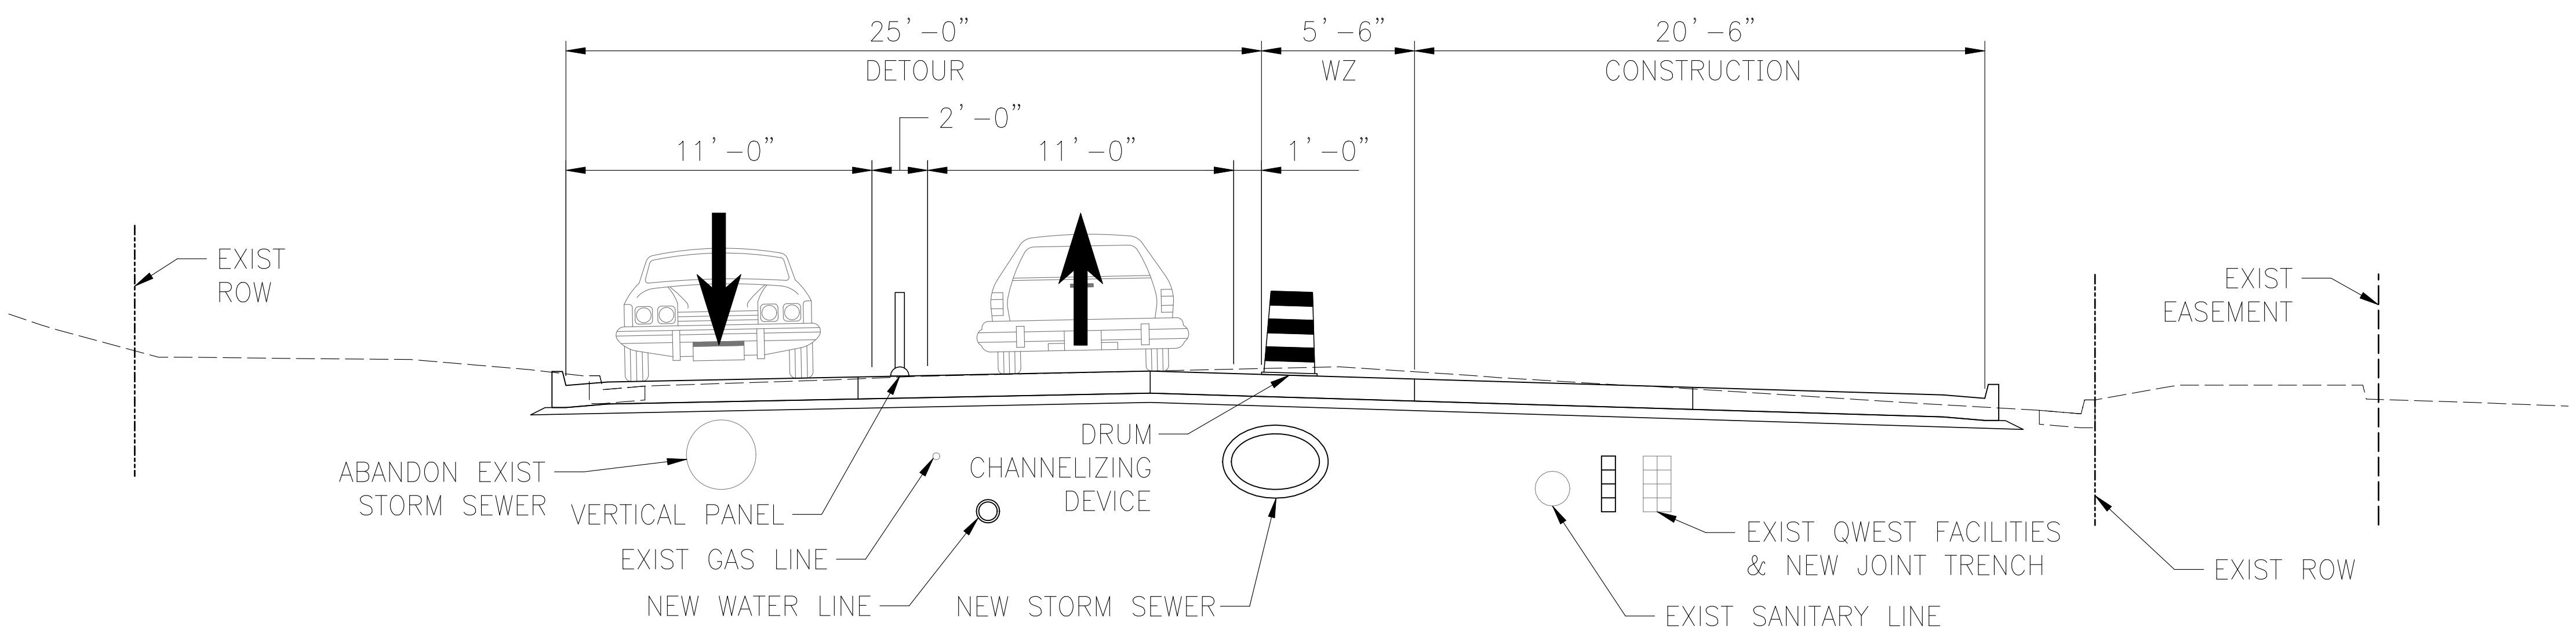 25'-0"
5'-6"
20'-6"
DETOUR
WZ
CONSTRUCTION
2'-0"
11'-0"
11'-0"
1'-0"
EXIST
ROW
EXIST
EASEMENT
ABANDON EXIST
STORM SEWER
VERTICAL PANEL
EXIST GAS LINE
NEW WATER LINE
DRUM
CHANNELIZING
DEVICE
NEW STORM SEWER
EXIST QWEST FACILITIES
& NEW JOINT TRENCH
EXIST SANITARY LINE
EXIST ROW